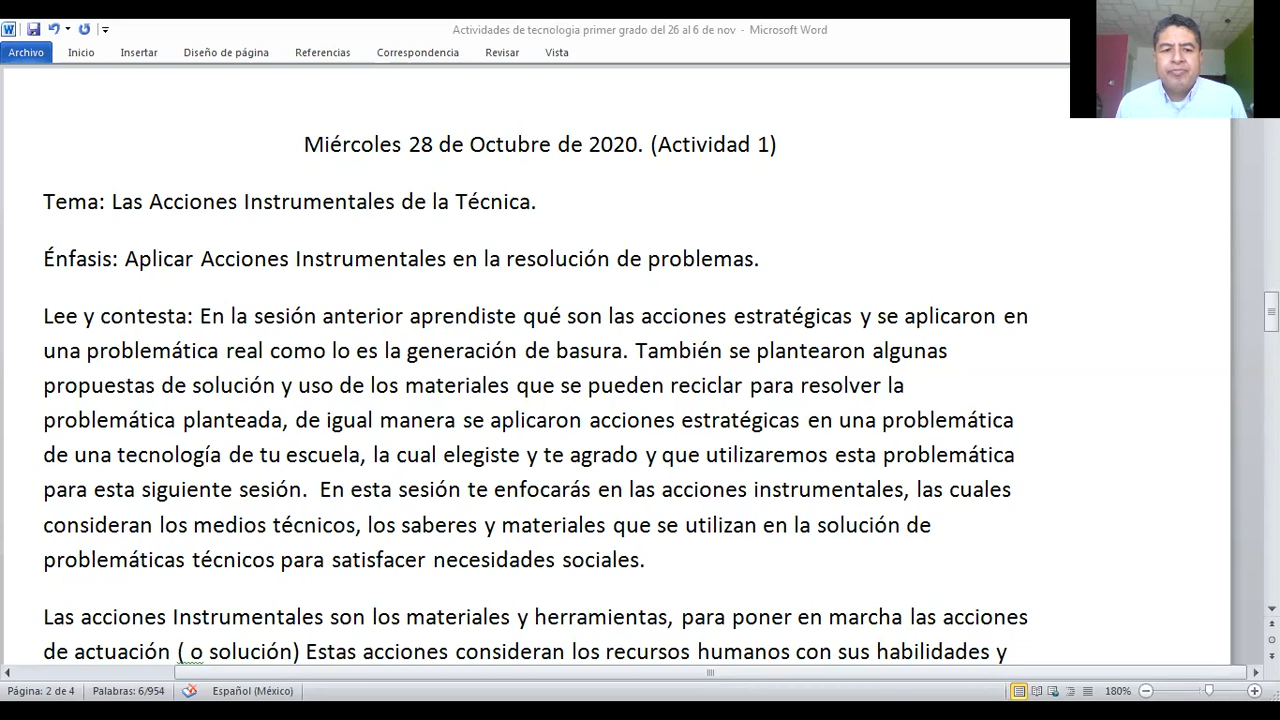 Actividades de tecnologia primer grado del 26 al 6 de nov - Microsoft Word
Archivo Inicio Insertar Diseño de página Referencias Correspondencia Revisar Vista
Miércoles 28 de Octubre de 2020. (Actividad 1)
Tema: Las Acciones Instrumentales de la Técnica.
Énfasis: Aplicar Acciones Instrumentales en la resolución de problemas.
Lee y contesta: En la sesión anterior aprendiste qué son las acciones estratégicas y se aplicaron en
una problemática real como lo es la generación de basura. También se plantearon algunas
propuestas de solución y uso de los materiales que se pueden reciclar para resolver la
problemática planteada, de igual manera se aplicaron acciones estratégicas en una problemática
de una tecnología de tu escuela, la cual elegiste y te agrado y que utilizaremos esta problemática
para esta siguiente sesión. En esta sesión te enfocarás en las acciones instrumentales, las cuales
consideran los medios técnicos, los saberes y materiales que se utilizan en la solución de
problemáticas técnicos para satisfacer necesidades sociales.
Las acciones Instrumentales son los materiales y herramientas, para poner en marcha las acciones
de actuación ( o solución) Estas acciones consideran los recursos humanos con sus habilidades y
Página: 2 de 4 Palabras: 6/954 Español (México) 180%